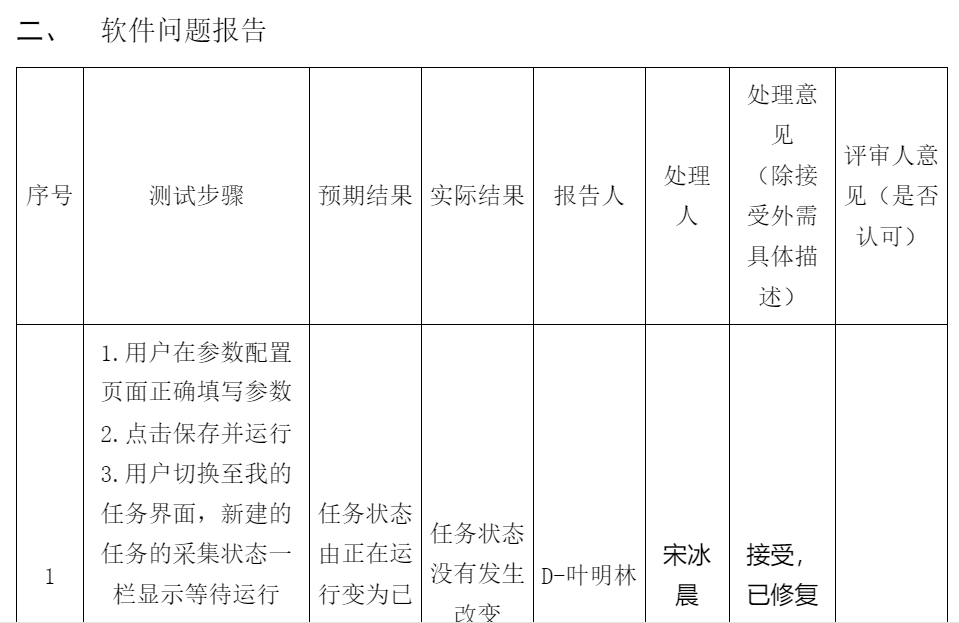 二、 软件问题报告
序号
测试步骤
预期结果
实际结果
报告人
处理
人
处理意
见
（除接
受外需
具体描
述）
评审人意
见（是否
认可）
1
1.用户在参数配置
页面正确填写参数
2.点击保存并运行
3.用户切换至我的
任务界面，新建的
任务的采集状态一
栏显示等待运行
任务状态
由正在运
行变为已
任务状态
没有发生
改变
D-叶明林
宋冰
晨
接受，
已修复